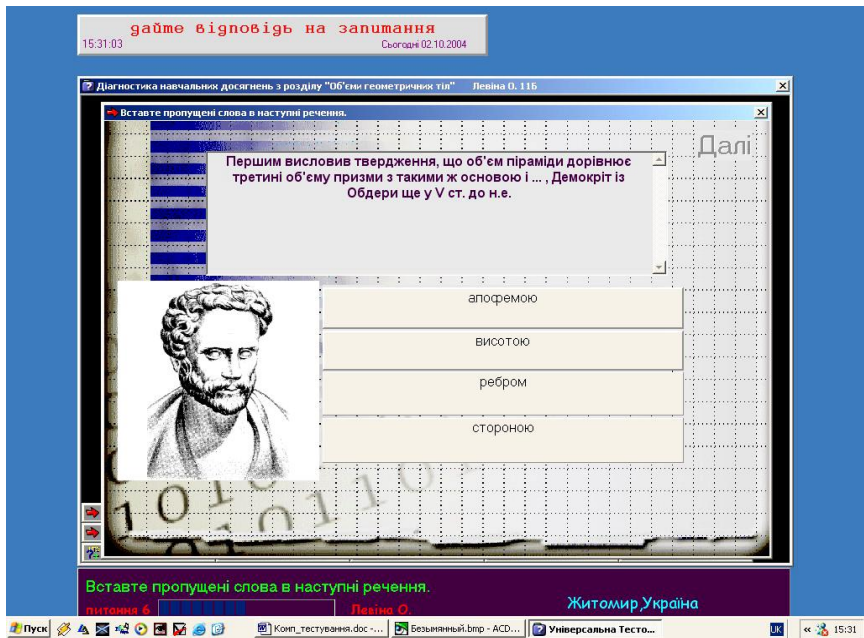 дайте відповідь на запитання
15:31:03
Сьогодні 02.10.2004
Діагностика навчальних досягнень з розділу "Об'єми геометричних тіл" Левіна О. 11Б
Вставте пропущені слова в наступні речення.
Далі
Першим висловив твердження, що об'єм піраміди дорівнює
третині об'єму призми з такими ж основою і ... , Демокріт із
Обдери ще у V ст. до н.е.
апофемою
висотою
ребром
стороною
Вставте пропущені слова в наступні речення.
питання 6
Левіна О.
Житомир,Україна
Пуск
Комп_тестування.doc -...
Безымянный.bmp - ACD...
Універсальна Тесто...
UK
«
15:31